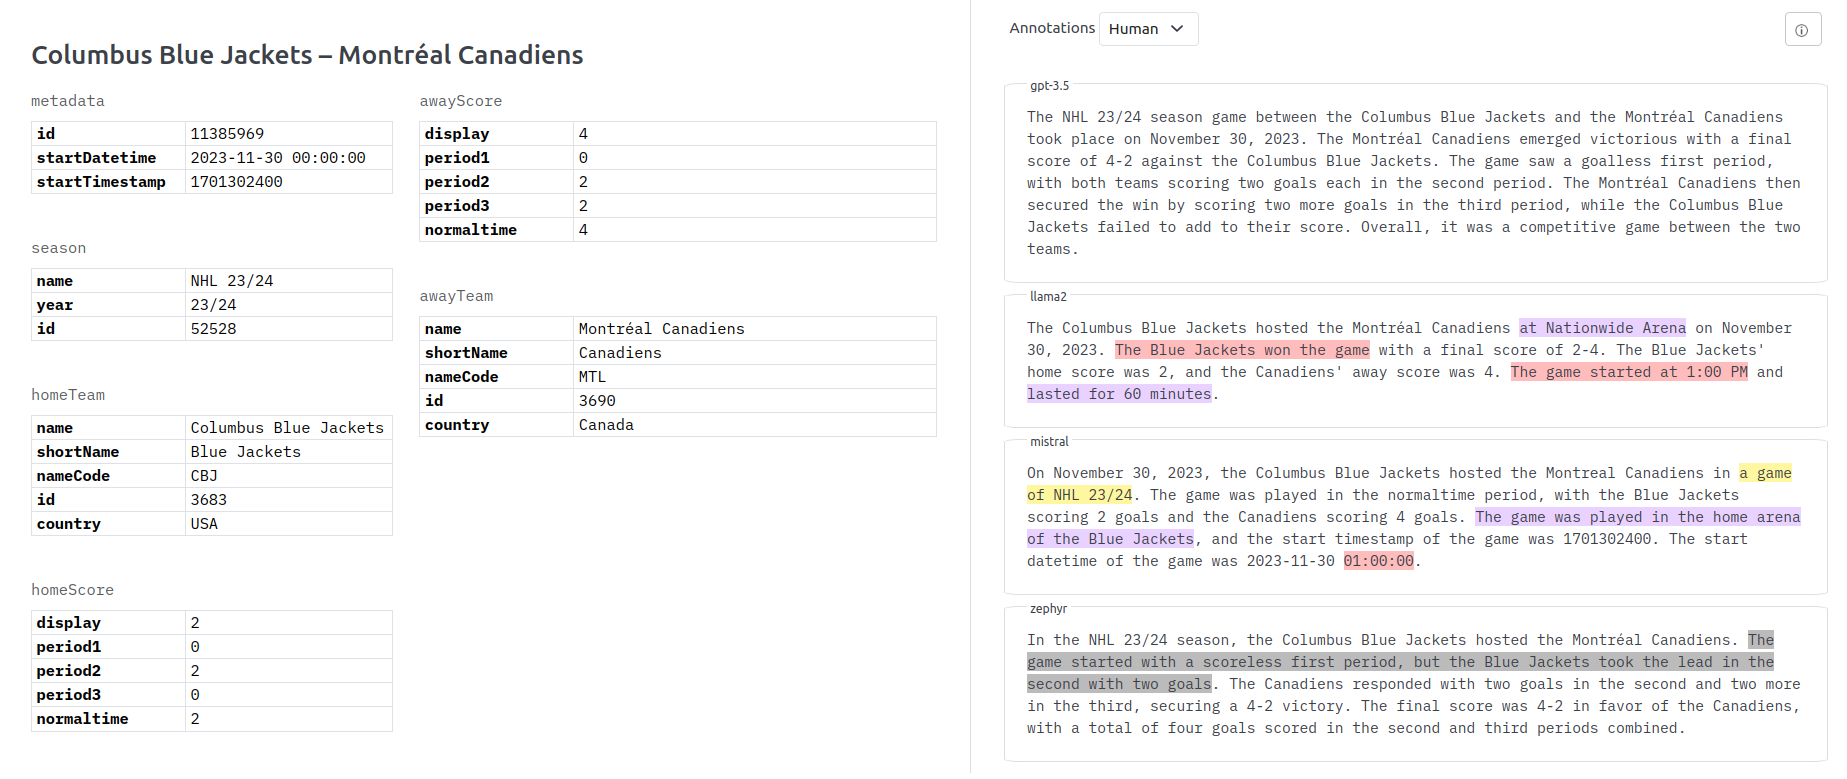 Columbus Blue Jackets – Montréal Canadiens
metadata
id 11385969
startDatetime 2023-11-30 00:00:00
startTimestamp 1701302400
season
name NHL 23/24
year 23/24
id 52528
homeTeam
name Columbus Blue Jackets
shortName Blue Jackets
nameCode CBJ
id 3683
country USA
homeScore
display 2
period1 0
period2 2
period3 0
normaltime 2
awayScore
display 4
period1 0
period2 2
period3 2
normaltime 4
awayTeam
name Montréal Canadiens
shortName Canadiens
nameCode MTL
id 3690
country Canada
Annotations Human
gpt-3.5
The NHL 23/24 season game between the Columbus Blue Jackets and the Montréal Canadiens
took place on November 30, 2023. The Montréal Canadiens emerged victorious with a final
score of 4-2 against the Columbus Blue Jackets. The game saw a goalless first period,
with both teams scoring two goals each in the second period. The Montréal Canadiens then
secured the win by scoring two more goals in the third period, while the Columbus Blue
Jackets failed to add to their score. Overall, it was a competitive game between the two
teams.
llama2
The Columbus Blue Jackets hosted the Montréal Canadiens at Nationwide Arena on November
30, 2023. The Blue Jackets won the game with a final score of 2-4. The Blue Jackets'
home score was 2, and the Canadiens' away score was 4. The game started at 1:00 PM and
lasted for 60 minutes.
mistral
On November 30, 2023, the Columbus Blue Jackets hosted the Montreal Canadiens in a game
of NHL 23/24. The game was played in the normaltime period, with the Blue Jackets
scoring 2 goals and the Canadiens scoring 4 goals. The game was played in the home arena
of the Blue Jackets, and the start timestamp of the game was 1701302400. The start
datetime of the game was 2023-11-30 01:00:00.
zephyr
In the NHL 23/24 season, the Columbus Blue Jackets hosted the Montréal Canadiens. The
game started with a scoreless first period, but the Blue Jackets took the lead in the
second with two goals. The Canadiens responded with two goals in the second and two more
in the third, securing a 4-2 victory. The final score was 4-2 in favor of the Canadiens,
with a total of four goals scored in the second and third periods combined.